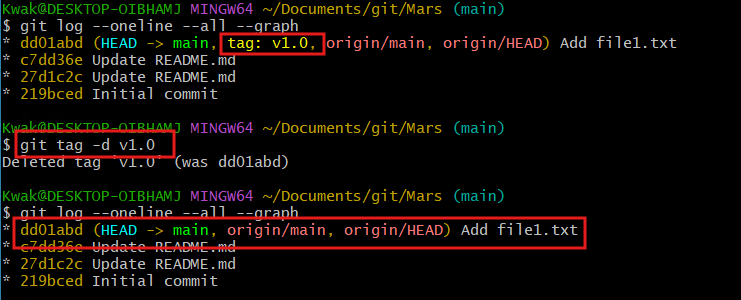 Kwak@DESKTOP-OIBHAMJ MINGW64 ~/Documents/git/Mars (main)
$ git log --oneline --all --graph
* dd01abd (HEAD -> main, tag: v1.0, origin/main, origin/HEAD) Add file1.txt
* c7dd36e Update README.md
* 27d1c2c Update README.md
* 219bced Initial commit
Kwak@DESKTOP-OIBHAMJ MINGW64 ~/Documents/git/Mars (main)
$ git tag -d v1.0
Deleted tag 'v1.0' (was dd01abd)
Kwak@DESKTOP-OIBHAMJ MINGW64 ~/Documents/git/Mars (main)
$ git log --oneline --all --graph
* dd01abd (HEAD -> main, origin/main, origin/HEAD) Add file1.txt
* c7dd36e Update README.md
* 27d1c2c Update README.md
* 219bced Initial commit